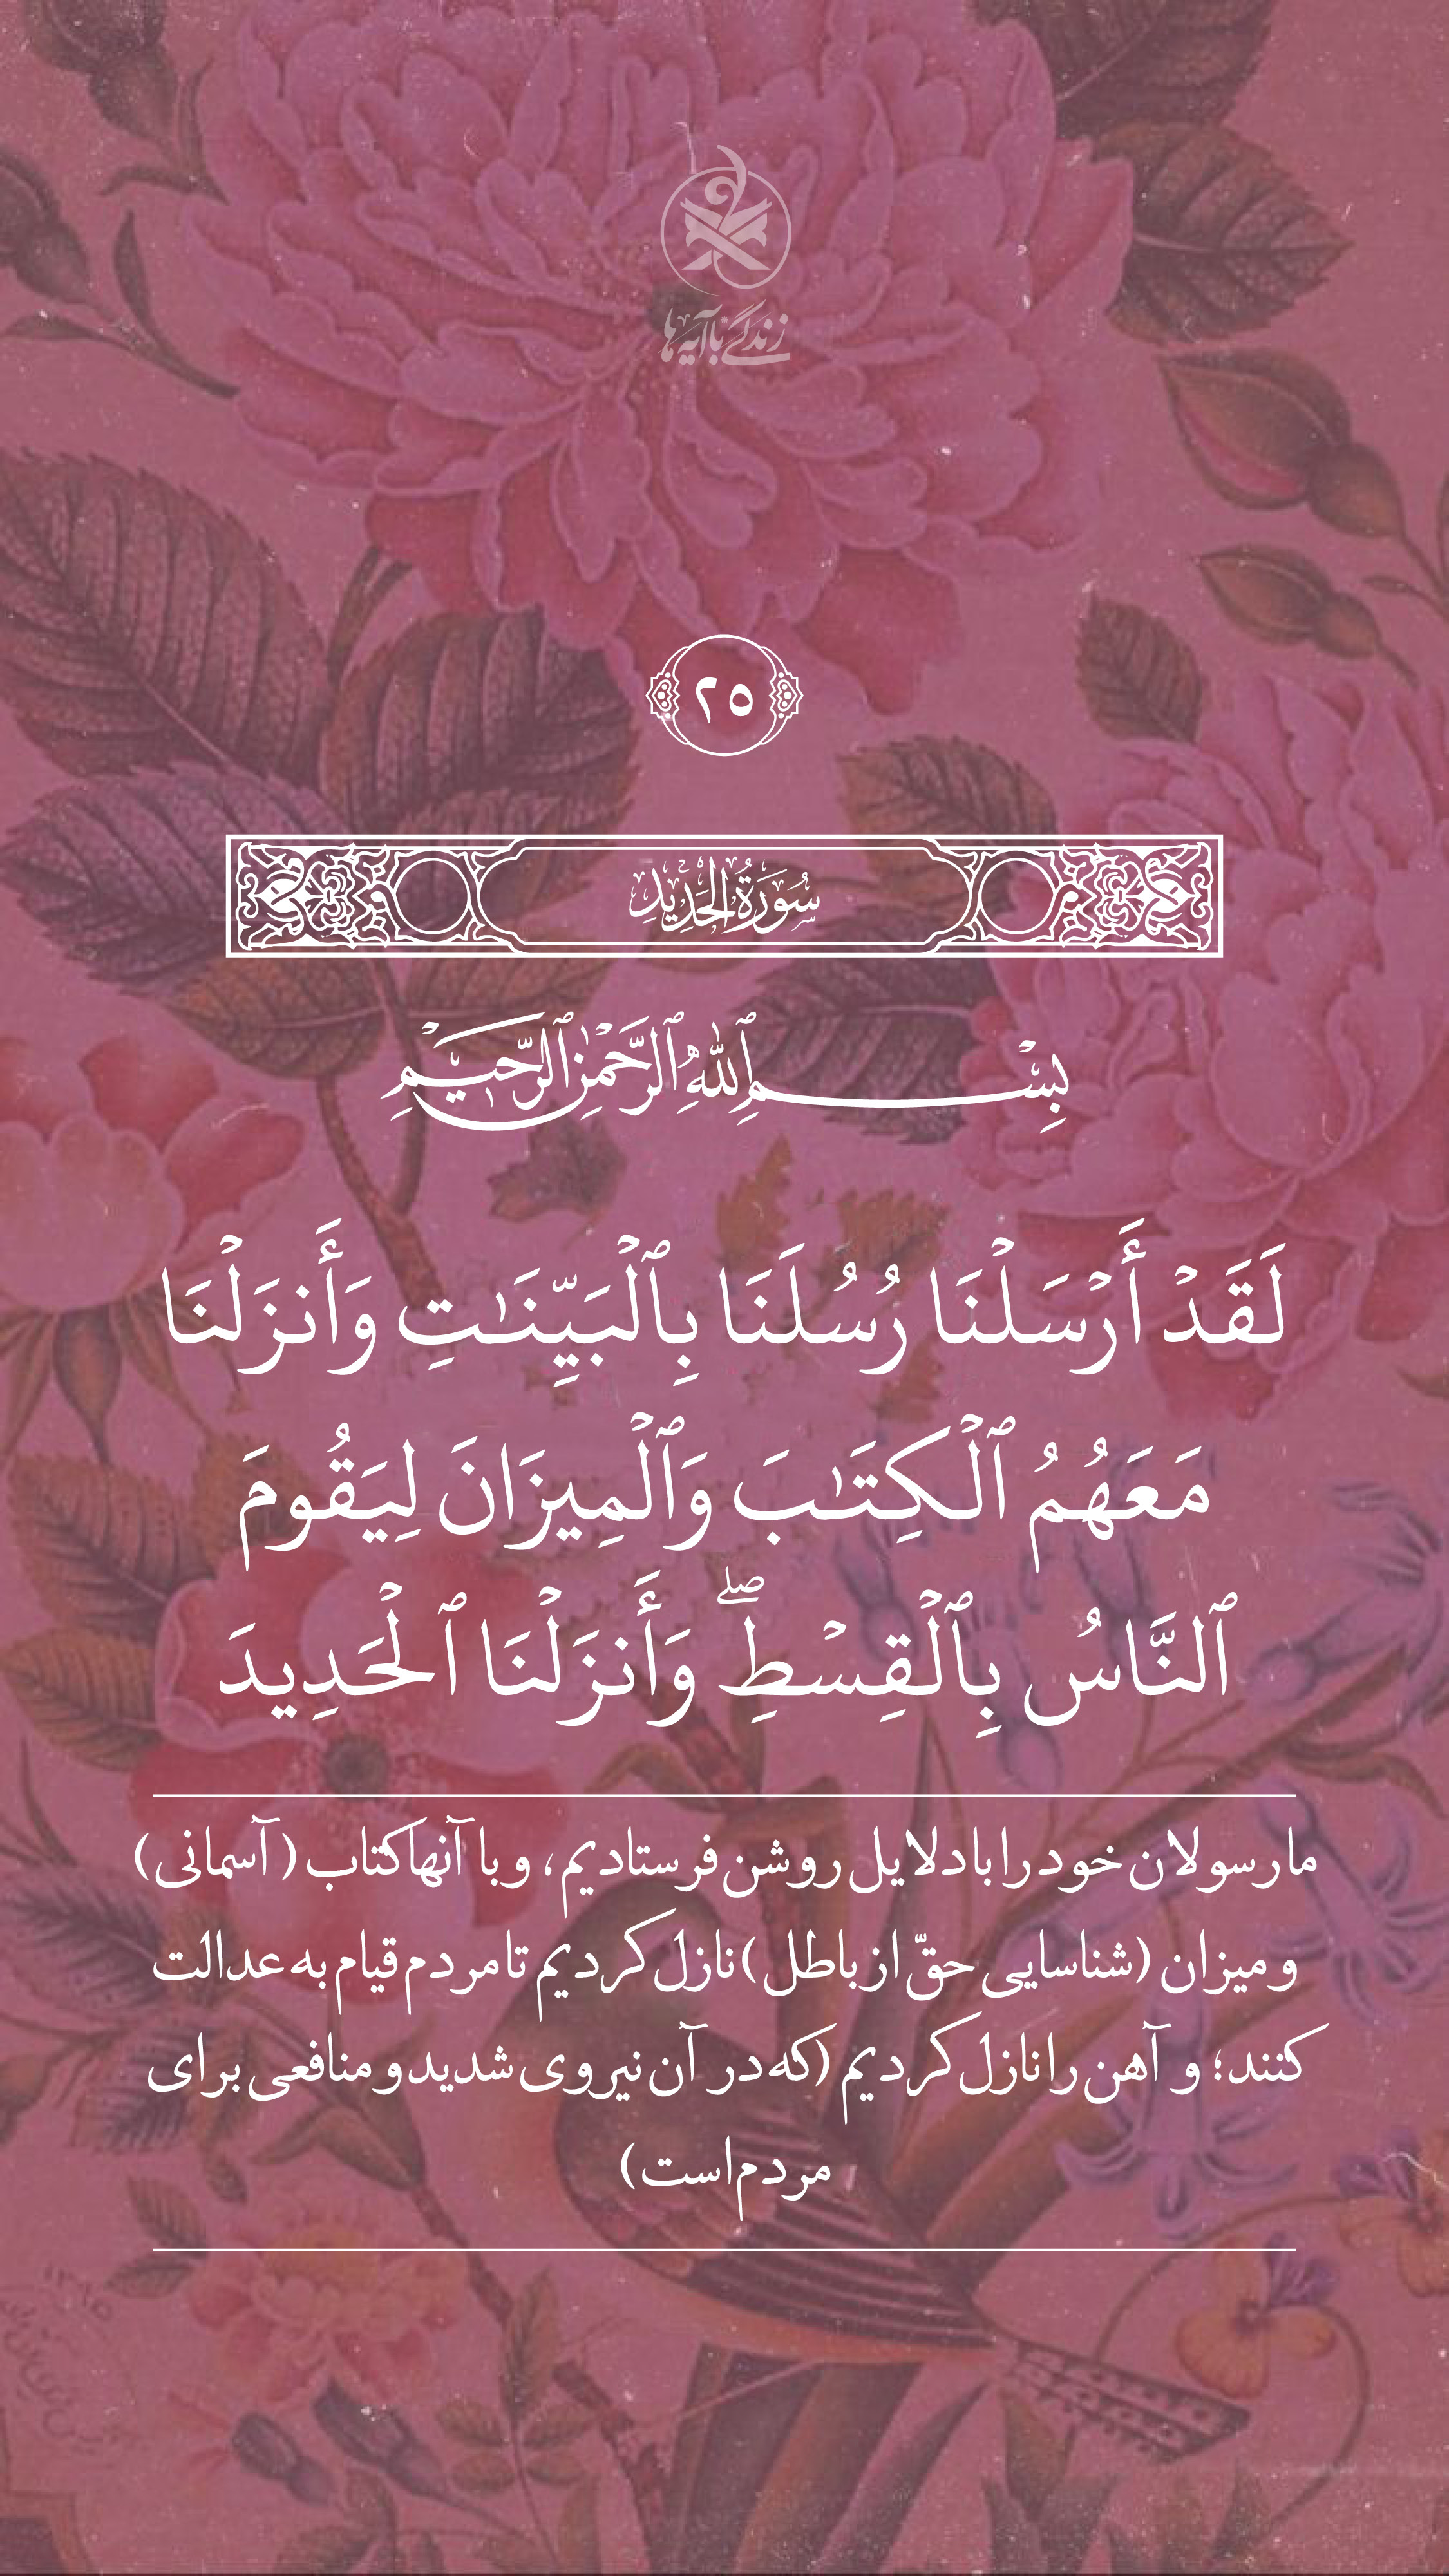 زندگی با آیه‌ها
٢٥
سُورَةُ الحَدِيدِ
بِسْمِ ٱللَّهِ ٱلرَّحْمَٰنِ ٱلرَّحِيمِ
لَقَدْ أَرْسَلْنَا رُسُلَنَا بِٱلْبَيِّنَـٰتِ وَأَنزَلْنَا
مَعَهُمُ ٱلْكِتَـٰبَ وَٱلْمِيزَانَ لِيَقُومَ
ٱلنَّاسُ بِٱلْقِسْطِ ۖ وَأَنزَلْنَا ٱلْحَدِيدَ
ما رسولان خود را با دلایل روشن فرستادیم، و با آنها کتاب (آسمانی)
و میزان (شناسایی حقّ از باطل) نازل کردیم تا مردم قیام به عدالت
کنند؛ و آهن را نازل کردیم (که در آن نیروی شدید و منافعی برای
مردم است)